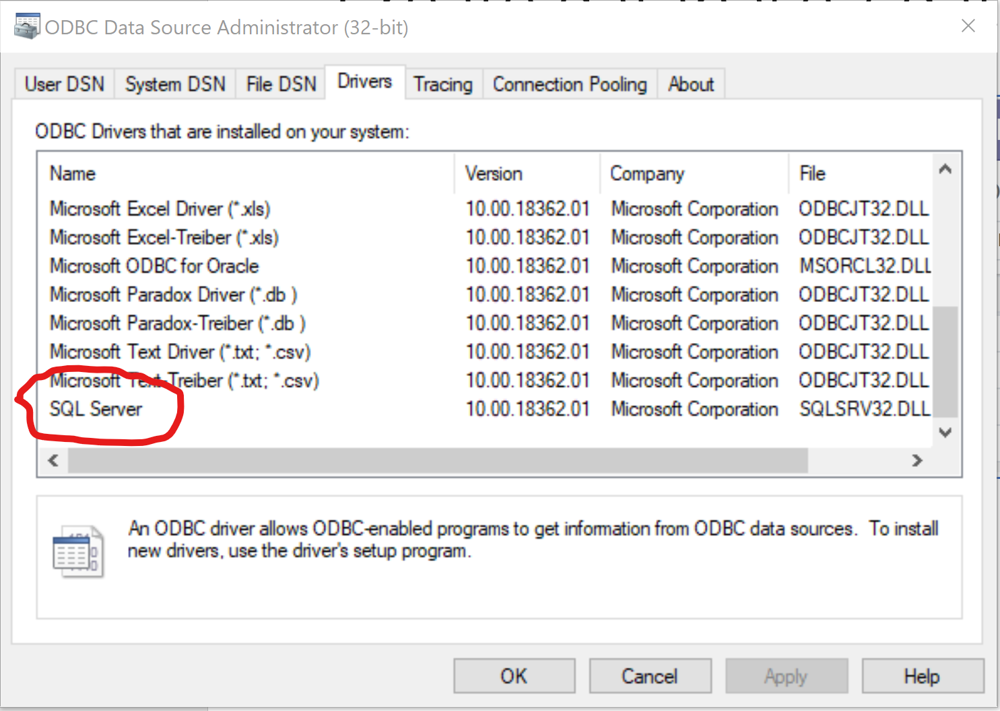 ODBC Data Source Administrator (32-bit)
User DSN System DSN File DSN Drivers Tracing Connection Pooling About
ODBC Drivers that are installed on your system:
Name Version Company File
Microsoft Excel Driver (*.xls) 10.00.18362.01 Microsoft Corporation ODBCJT32.DLL
Microsoft Excel-Treiber (*.xls) 10.00.18362.01 Microsoft Corporation ODBCJT32.DLL
Microsoft ODBC for Oracle 10.00.18362.01 Microsoft Corporation MSORCL32.DLL
Microsoft Paradox Driver (*.db ) 10.00.18362.01 Microsoft Corporation ODBCJT32.DLL
Microsoft Paradox-Treiber (*.db ) 10.00.18362.01 Microsoft Corporation ODBCJT32.DLL
Microsoft Text Driver (*.txt; *.csv) 10.00.18362.01 Microsoft Corporation ODBCJT32.DLL
Microsoft Text-Treiber (*.txt; *.csv) 10.00.18362.01 Microsoft Corporation ODBCJT32.DLL
SQL Server 10.00.18362.01 Microsoft Corporation SQLSRV32.DLL
An ODBC driver allows ODBC-enabled programs to get information from ODBC data sources. To install
new drivers, use the driver's setup program.
OK Cancel Apply Help